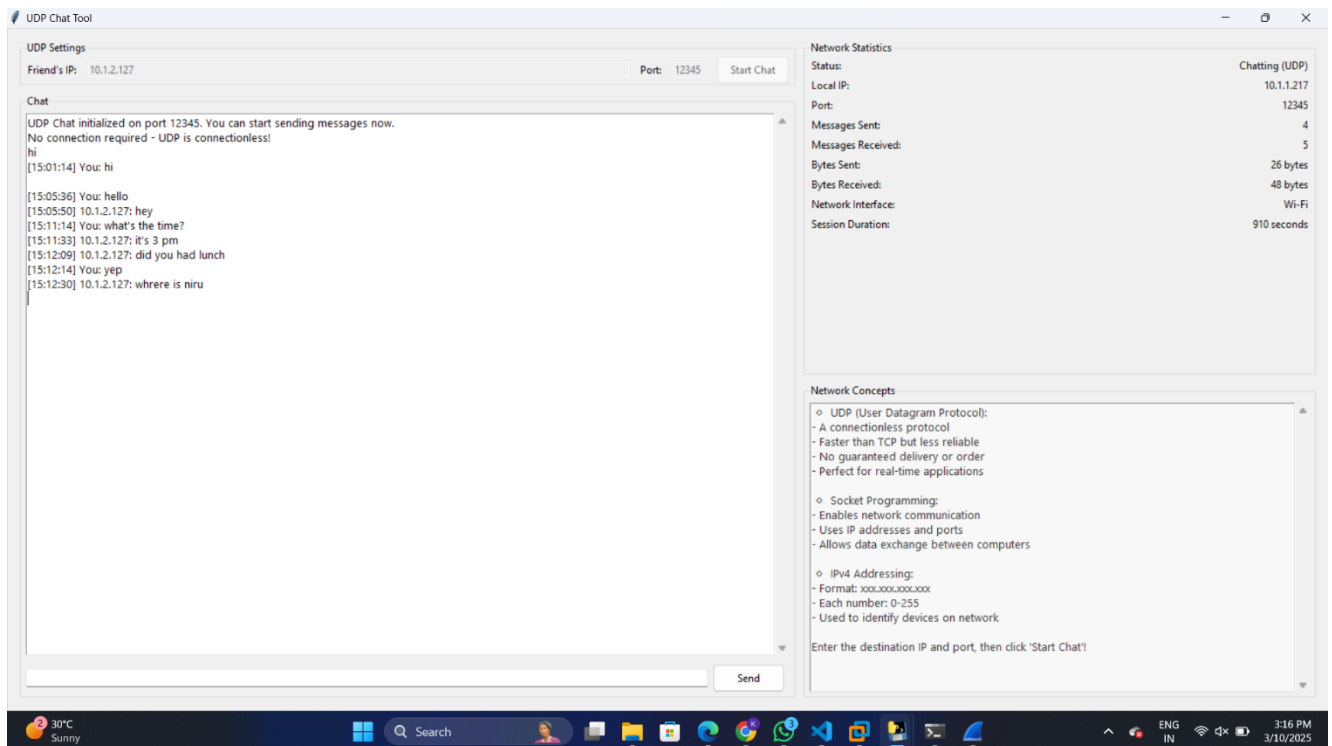 UDP Chat Tool
UDP Settings
Friend's IP: 10.1.2.127 Port: 12345 Start Chat
Chat
UDP Chat initialized on port 12345. You can start sending messages now.
No connection required - UDP is connectionless!
hi
[15:01:14] You: hi
[15:05:36] You: hello
[15:05:50] 10.1.2.127: hey
[15:11:14] You: what's the time?
[15:11:33] 10.1.2.127: it's 3 pm
[15:12:09] 10.1.2.127: did you had lunch
[15:12:14] You: yep
[15:12:30] 10.1.2.127: whrere is niru
Send
Network Statistics
Status: Chatting (UDP)
Local IP: 10.1.1.217
Port: 12345
Messages Sent: 4
Messages Received: 5
Bytes Sent: 26 bytes
Bytes Received: 48 bytes
Network Interface: Wi-Fi
Session Duration: 910 seconds
Network Concepts
UDP (User Datagram Protocol):
- A connectionless protocol
- Faster than TCP but less reliable
- No guaranteed delivery or order
- Perfect for real-time applications
Socket Programming:
- Enables network communication
- Uses IP addresses and ports
- Allows data exchange between computers
IPv4 Addressing:
- Format: xxx.xxx.xxx.xxx
- Each number: 0-255
- Used to identify devices on network
Enter the destination IP and port, then click 'Start Chat'!
2
30°C
Sunny
Search
K
3
ENG
IN
3:16 PM
3/10/2025